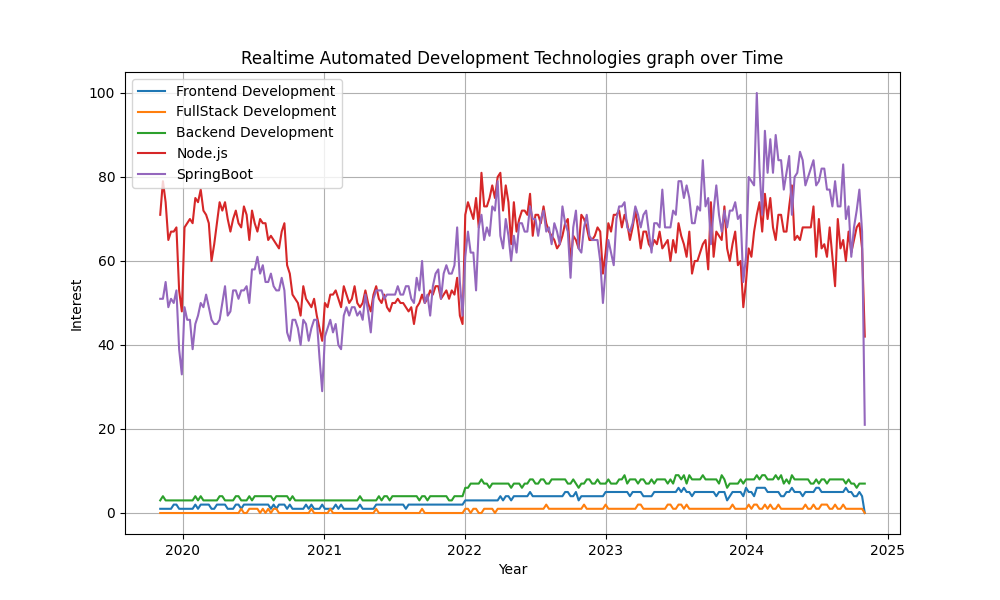 Realtime Automated Development Technologies graph over Time
Frontend Development
FullStack Development
Backend Development
Node.js
SpringBoot
100
80
60
40
20
0
Interest
2020
2021
2022
2023
2024
2025
Year